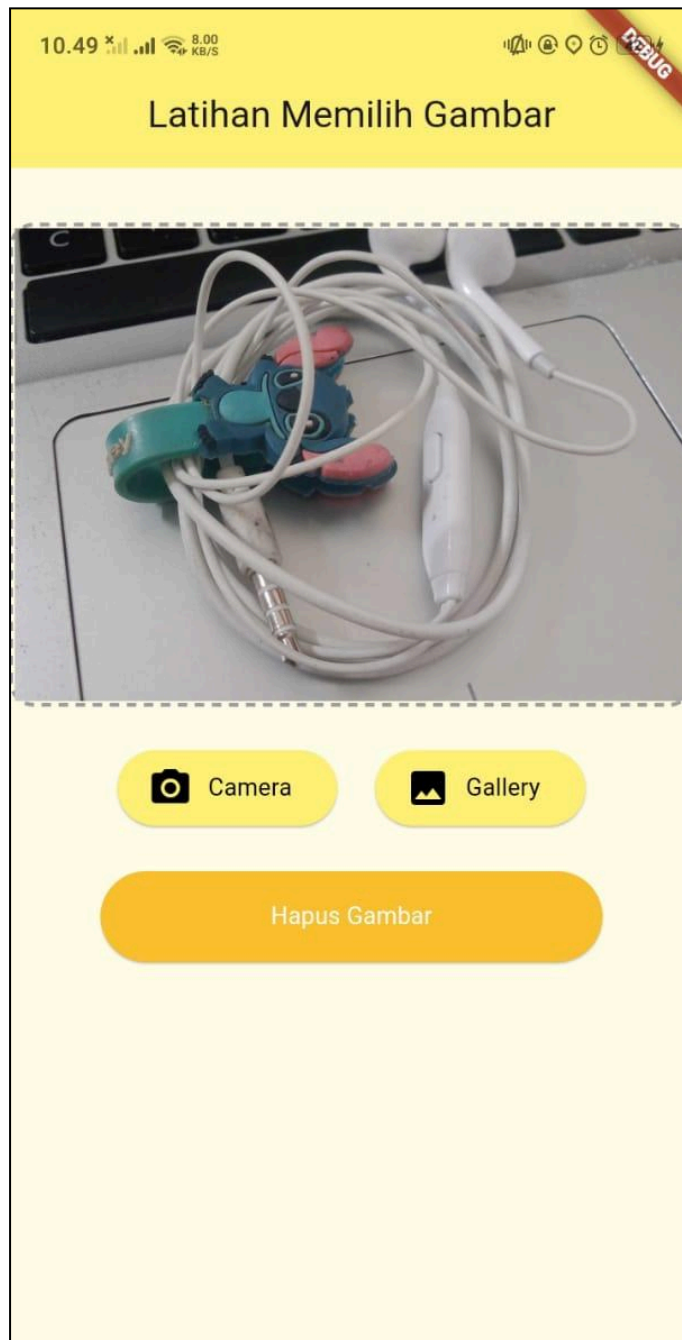 10.49 8.00 KB/S
DEBUG
Latihan Memilih Gambar
C
Camera Gallery
Hapus Gambar